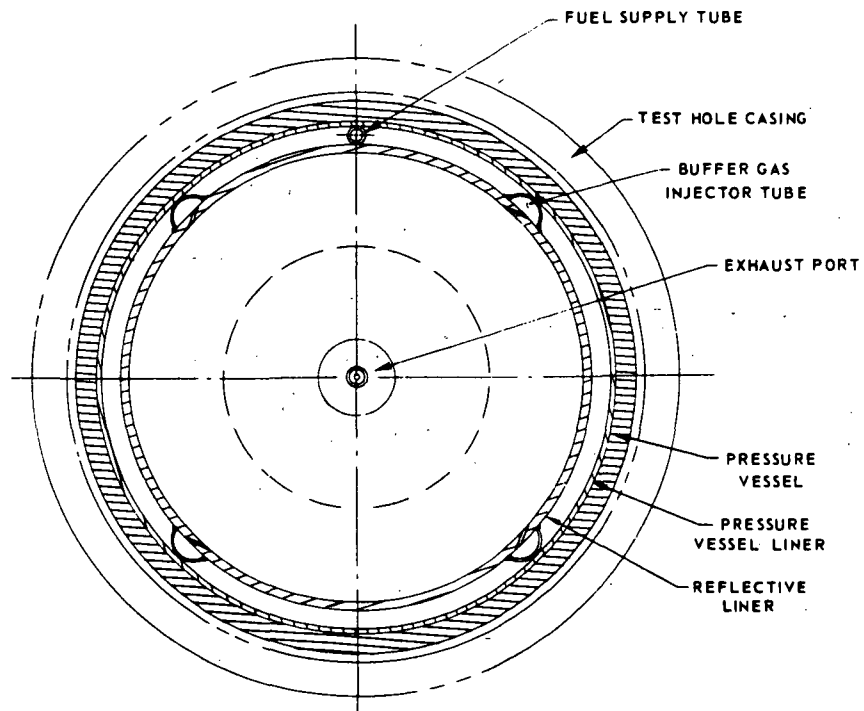 FUEL SUPPLY TUBE
TEST HOLE CASING
BUFFER GAS
INJECTOR TUBE
EXHAUST PORT
PRESSURE
VESSEL
PRESSURE
VESSEL LINER
REFLECTIVE
LINER